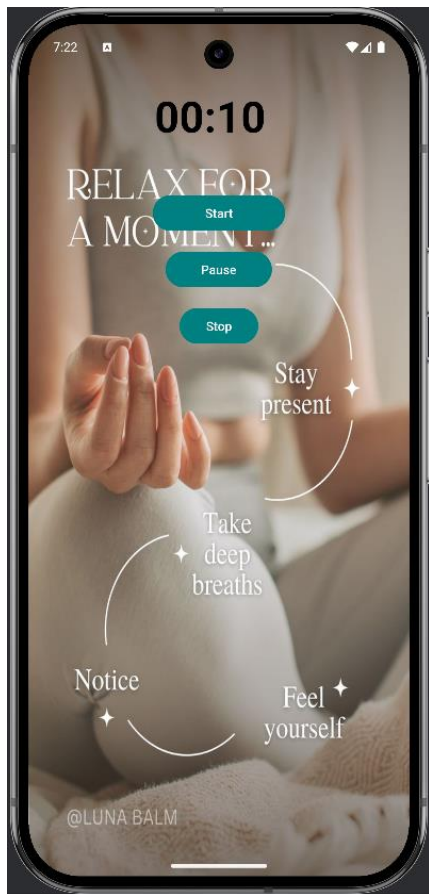 7:22
00:10
RELAX FOR
Start
A MOMENT...
Pause
Stop
Stay
present
Take
deep
breaths
Notice
Feel
yourself
@LUNA BALM